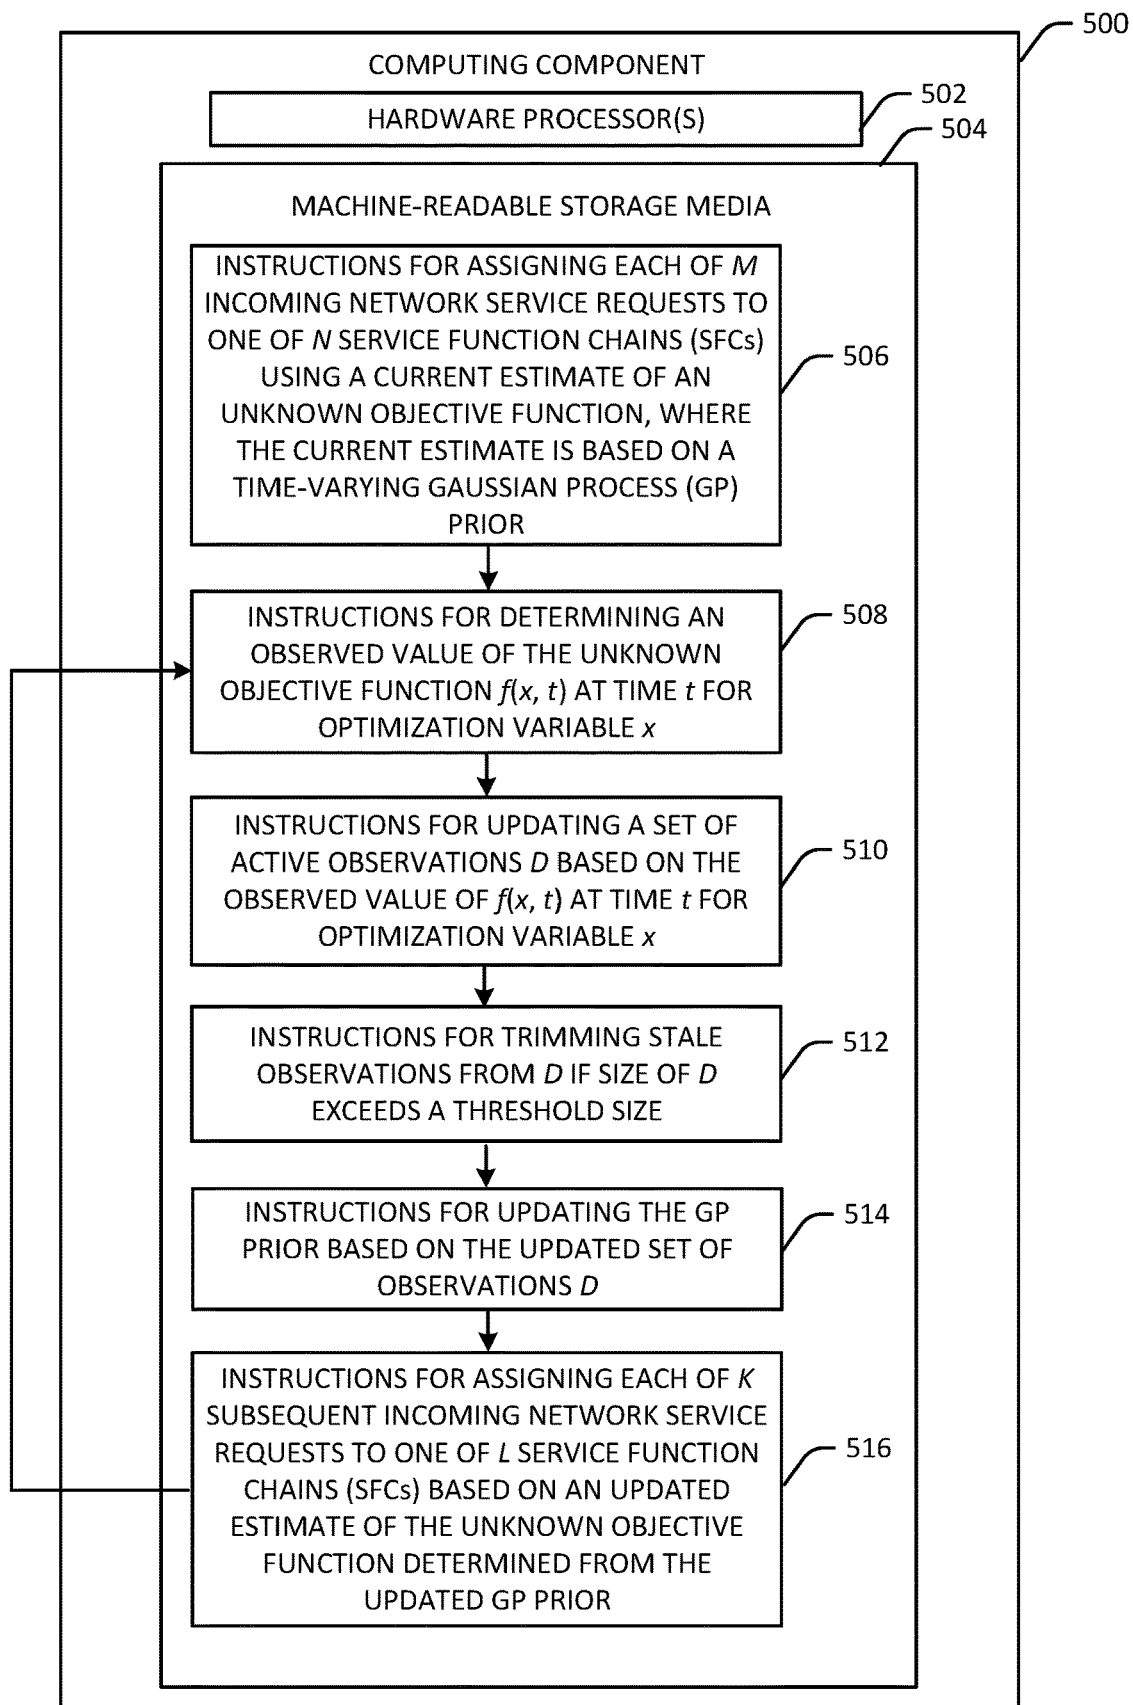 500
COMPUTING COMPONENT
502
HARDWARE PROCESSOR(S)
504
MACHINE-READABLE STORAGE MEDIA
INSTRUCTIONS FOR ASSIGNING EACH OF M
INCOMING NETWORK SERVICE REQUESTS TO
ONE OF N SERVICE FUNCTION CHAINS (SFCs)
USING A CURRENT ESTIMATE OF AN
UNKNOWN OBJECTIVE FUNCTION, WHERE
THE CURRENT ESTIMATE IS BASED ON A
TIME-VARYING GAUSSIAN PROCESS (GP)
PRIOR
506
INSTRUCTIONS FOR DETERMINING AN
OBSERVED VALUE OF THE UNKNOWN
OBJECTIVE FUNCTION f(x, t) AT TIME t FOR
OPTIMIZATION VARIABLE x
508
INSTRUCTIONS FOR UPDATING A SET OF
ACTIVE OBSERVATIONS D BASED ON THE
OBSERVED VALUE OF f(x, t) AT TIME t FOR
OPTIMIZATION VARIABLE x
510
INSTRUCTIONS FOR TRIMMING STALE
OBSERVATIONS FROM D IF SIZE OF D
EXCEEDS A THRESHOLD SIZE
512
INSTRUCTIONS FOR UPDATING THE GP
PRIOR BASED ON THE UPDATED SET OF
OBSERVATIONS D
514
INSTRUCTIONS FOR ASSIGNING EACH OF K
SUBSEQUENT INCOMING NETWORK SERVICE
REQUESTS TO ONE OF L SERVICE FUNCTION
CHAINS (SFCs) BASED ON AN UPDATED
ESTIMATE OF THE UNKNOWN OBJECTIVE
FUNCTION DETERMINED FROM THE
UPDATED GP PRIOR
516